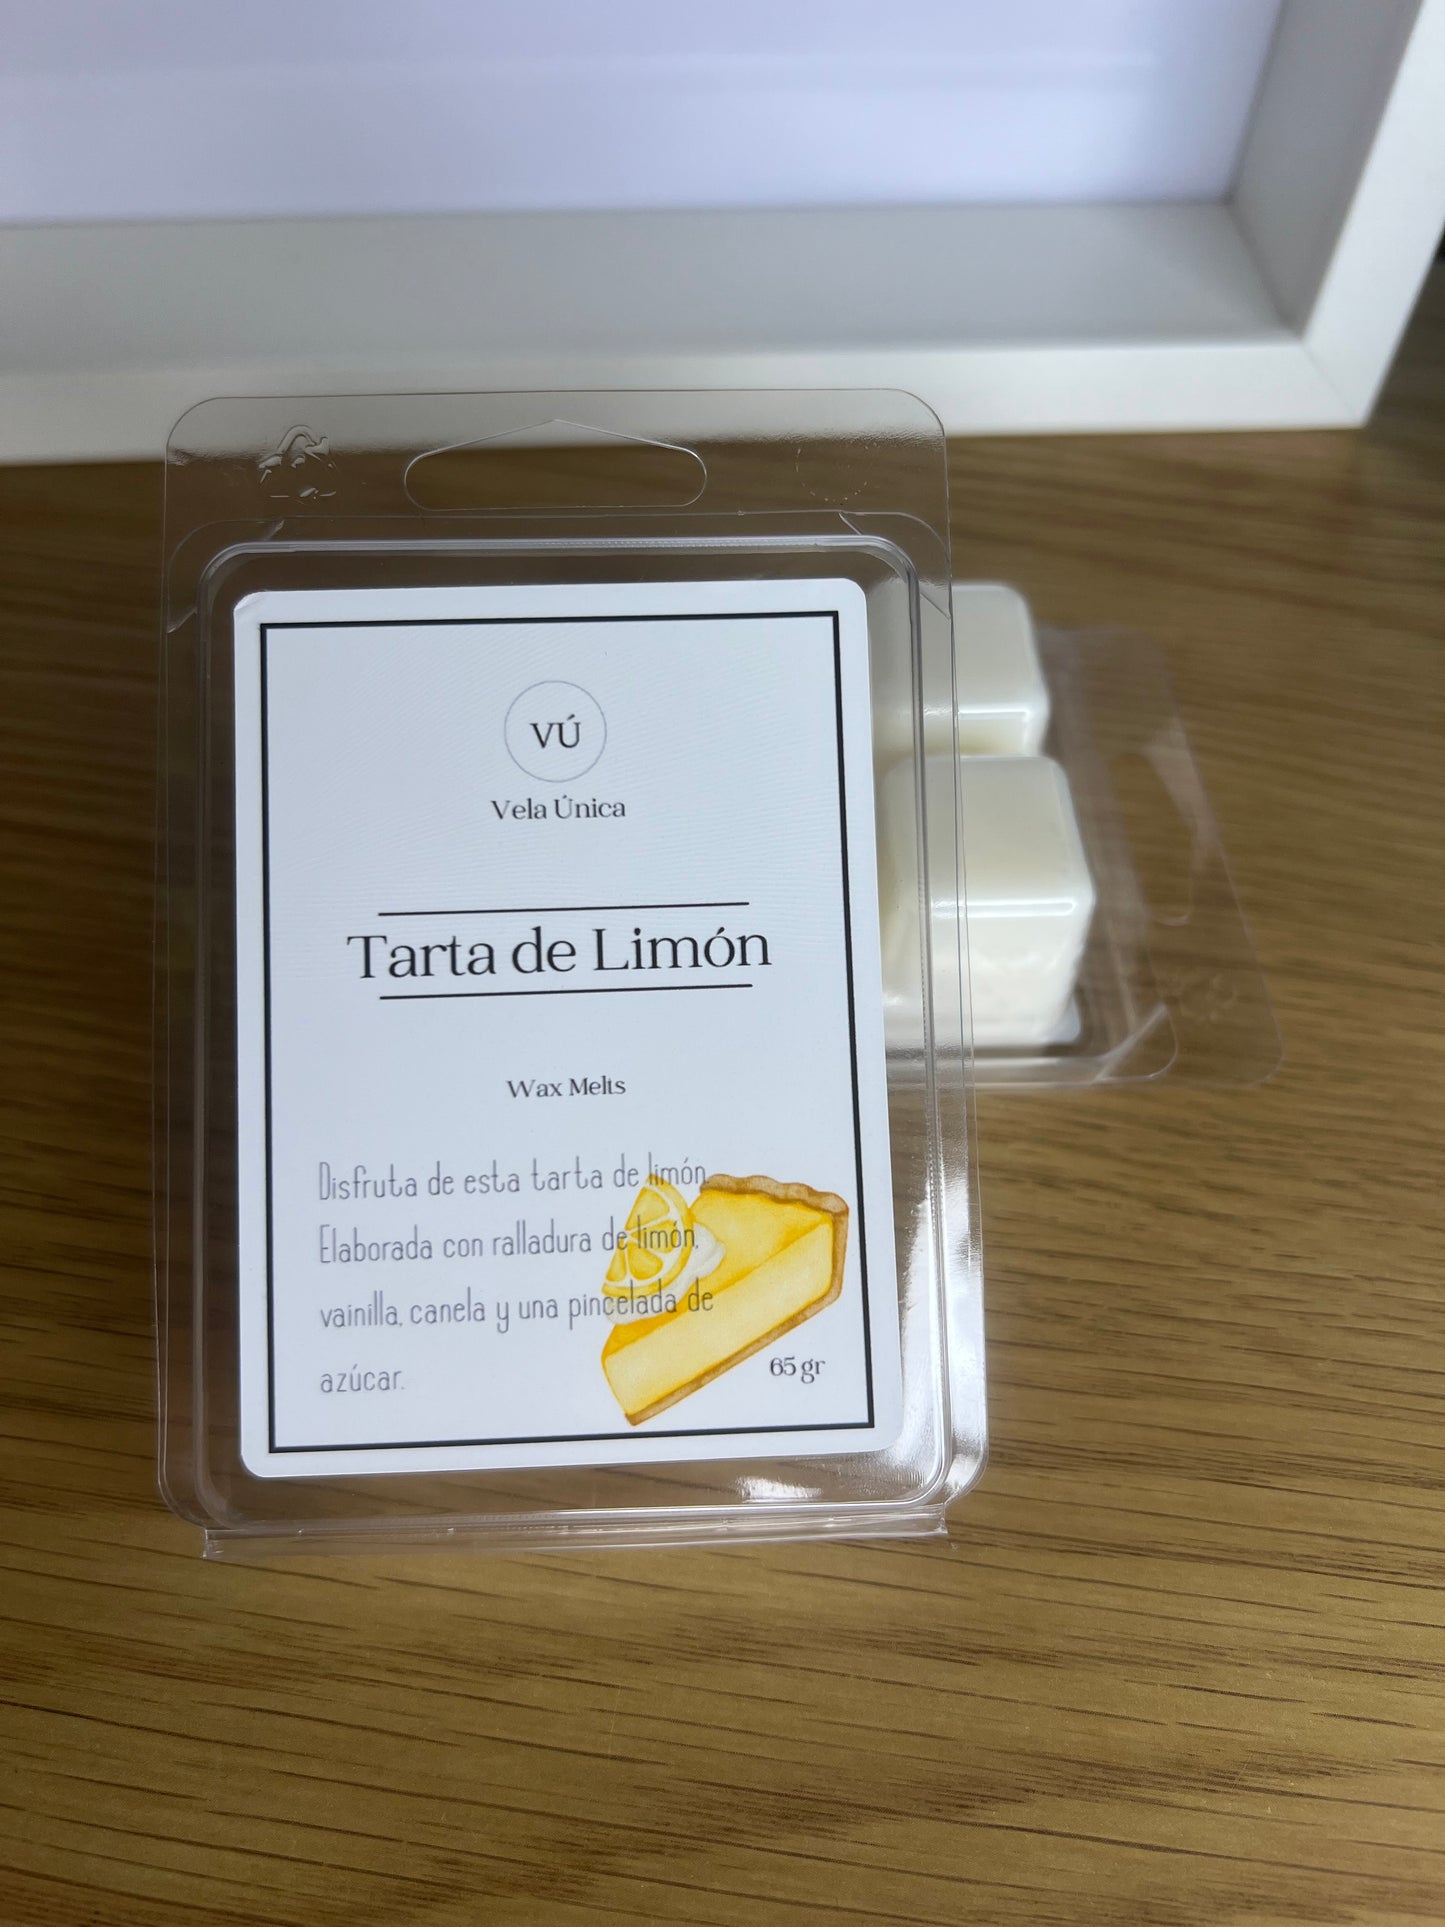 VÚ
Vela Única
Tarta de Limón
Wax Melts
Disfruta de esta tarta de limón.
Elaborada con ralladura de limón,
vainilla, canela y una pincelada de
azúcar.
65 gr